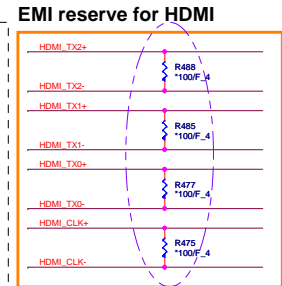 EMI reserve for HDMI
HDMI_TX2+
R488
*100/F_4
HDMI_TX2-
HDMI_TX1+
R485
*100/F_4
HDMI_TX1-
HDMI_TX0+
R477
*100/F_4
HDMI_TX0-
HDMI_CLK+
R475
*100/F_4
HDMI_CLK-